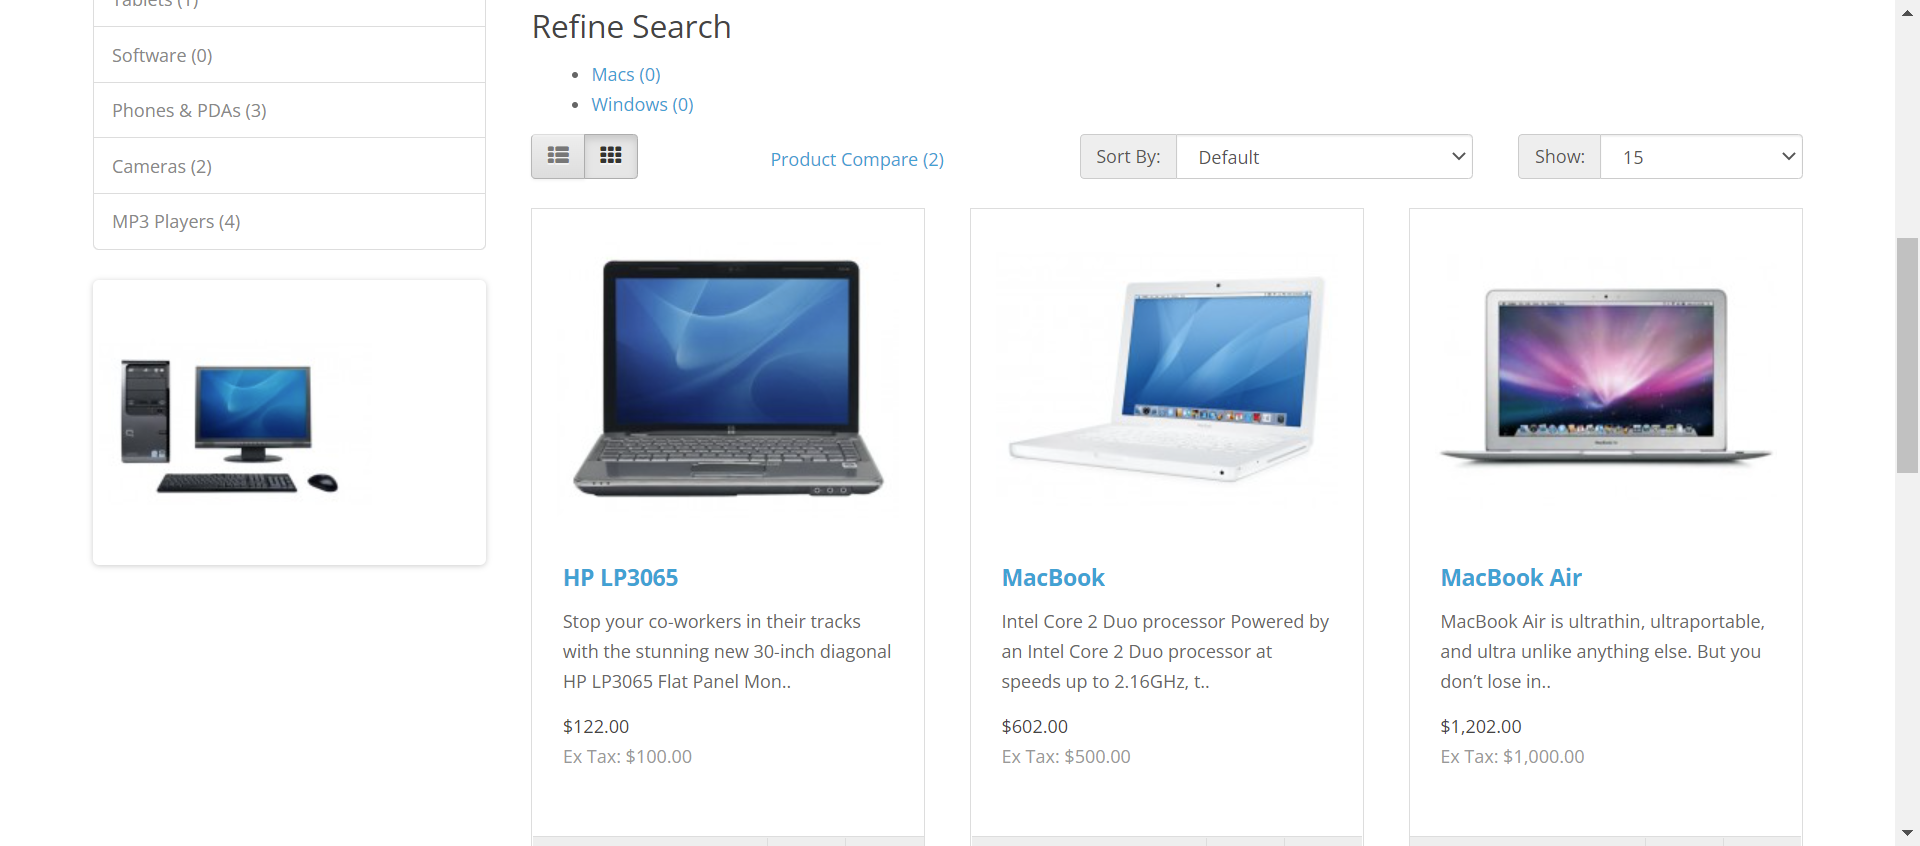 Tablets (1)
Software (0)
Phones & PDAs (3)
Cameras (2)
MP3 Players (4)
Refine Search
Macs (0)
Windows (0)
Product Compare (2)
Sort By: Default
Show: 15
HP LP3065
Stop your co-workers in their tracks
with the stunning new 30-inch diagonal
HP LP3065 Flat Panel Mon..
$122.00
Ex Tax: $100.00
MacBook
Intel Core 2 Duo processor Powered by
an Intel Core 2 Duo processor at
speeds up to 2.16GHz, t..
$602.00
Ex Tax: $500.00
MacBook Air
MacBook Air is ultrathin, ultraportable,
and ultra unlike anything else. But you
don’t lose in..
$1,202.00
Ex Tax: $1,000.00